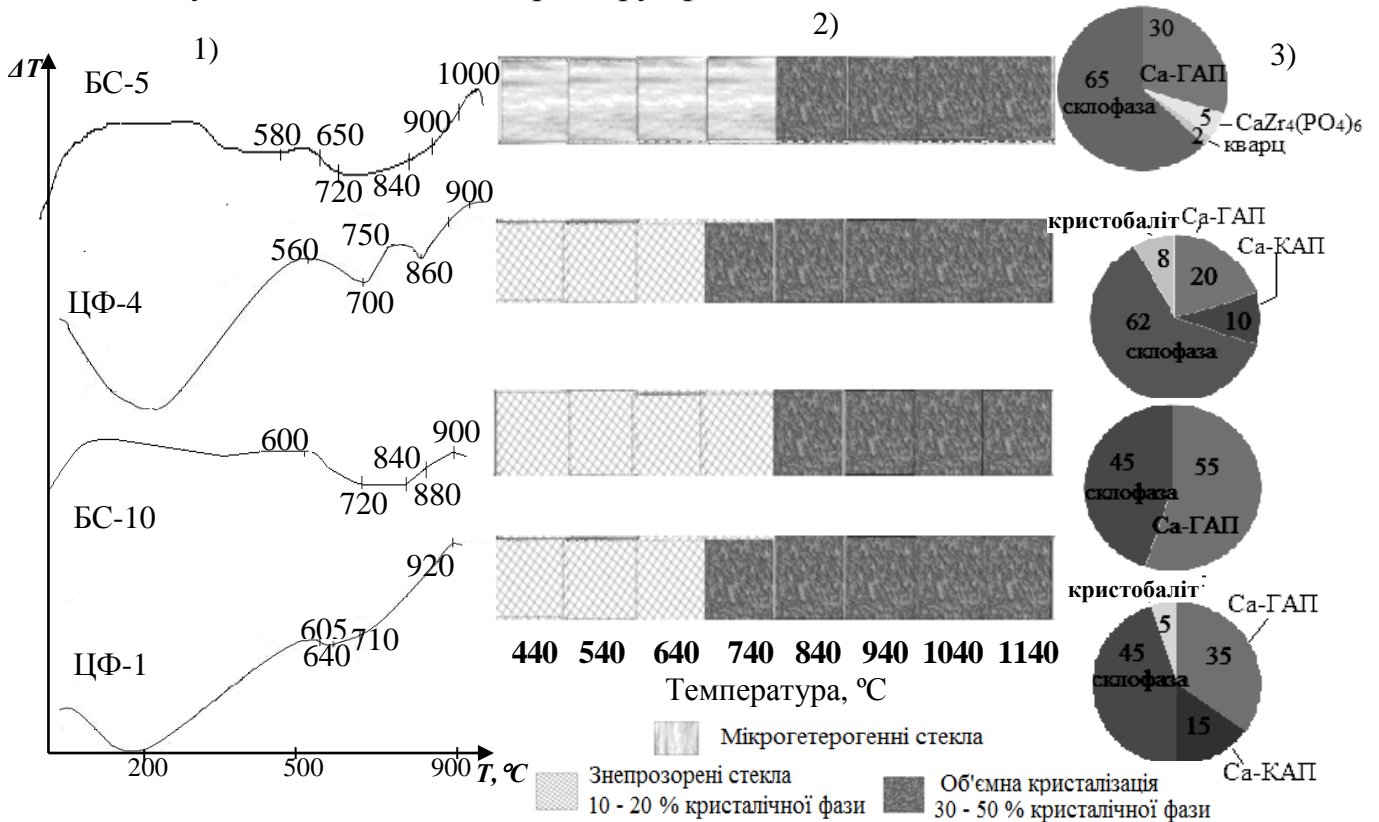 1)
2)
3)
ΔT
БС-5
580
650
720
840
900
1000
ЦФ-4
560
700
750
860
900
БС-10
600
720
840
880
900
ЦФ-1
605
640
710
920
200
500
900
T, °C
440 540 640 740 840 940 1040 1140
Температура, ºС
Мікрогетерогенні стекла
Знепрозорені стекла
10 - 20 % кристалічної фази
Об'ємна кристалізація
30 - 50 % кристалічної фази
30
Са-ГАП
65
склофаза
5
CaZr4(PO4)6
2
кварц
кристобаліт
Са-ГАП
Са-КАП
8
20
62
10
склофаза
45
55
склофаза
Са-ГАП
кристобаліт
Са-ГАП
5
45
35
склофаза
15
Са-КАП